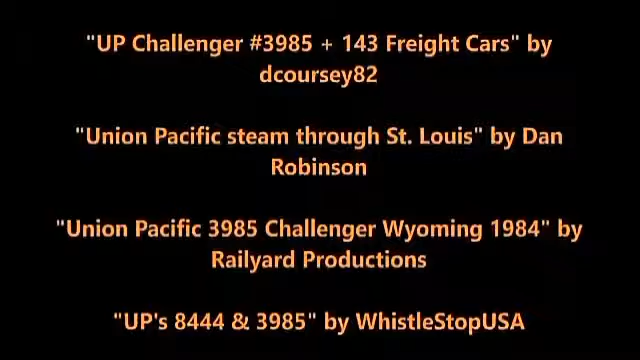 "UP Challenger #3985 + 143 Freight Cars" by
dcoursey82
"Union Pacific steam through St. Louis" by Dan
Robinson
"Union Pacific 3985 Challenger Wyoming 1984" by
Railyard Productions
"UP's 8444 & 3985" by WhistleStopUSA